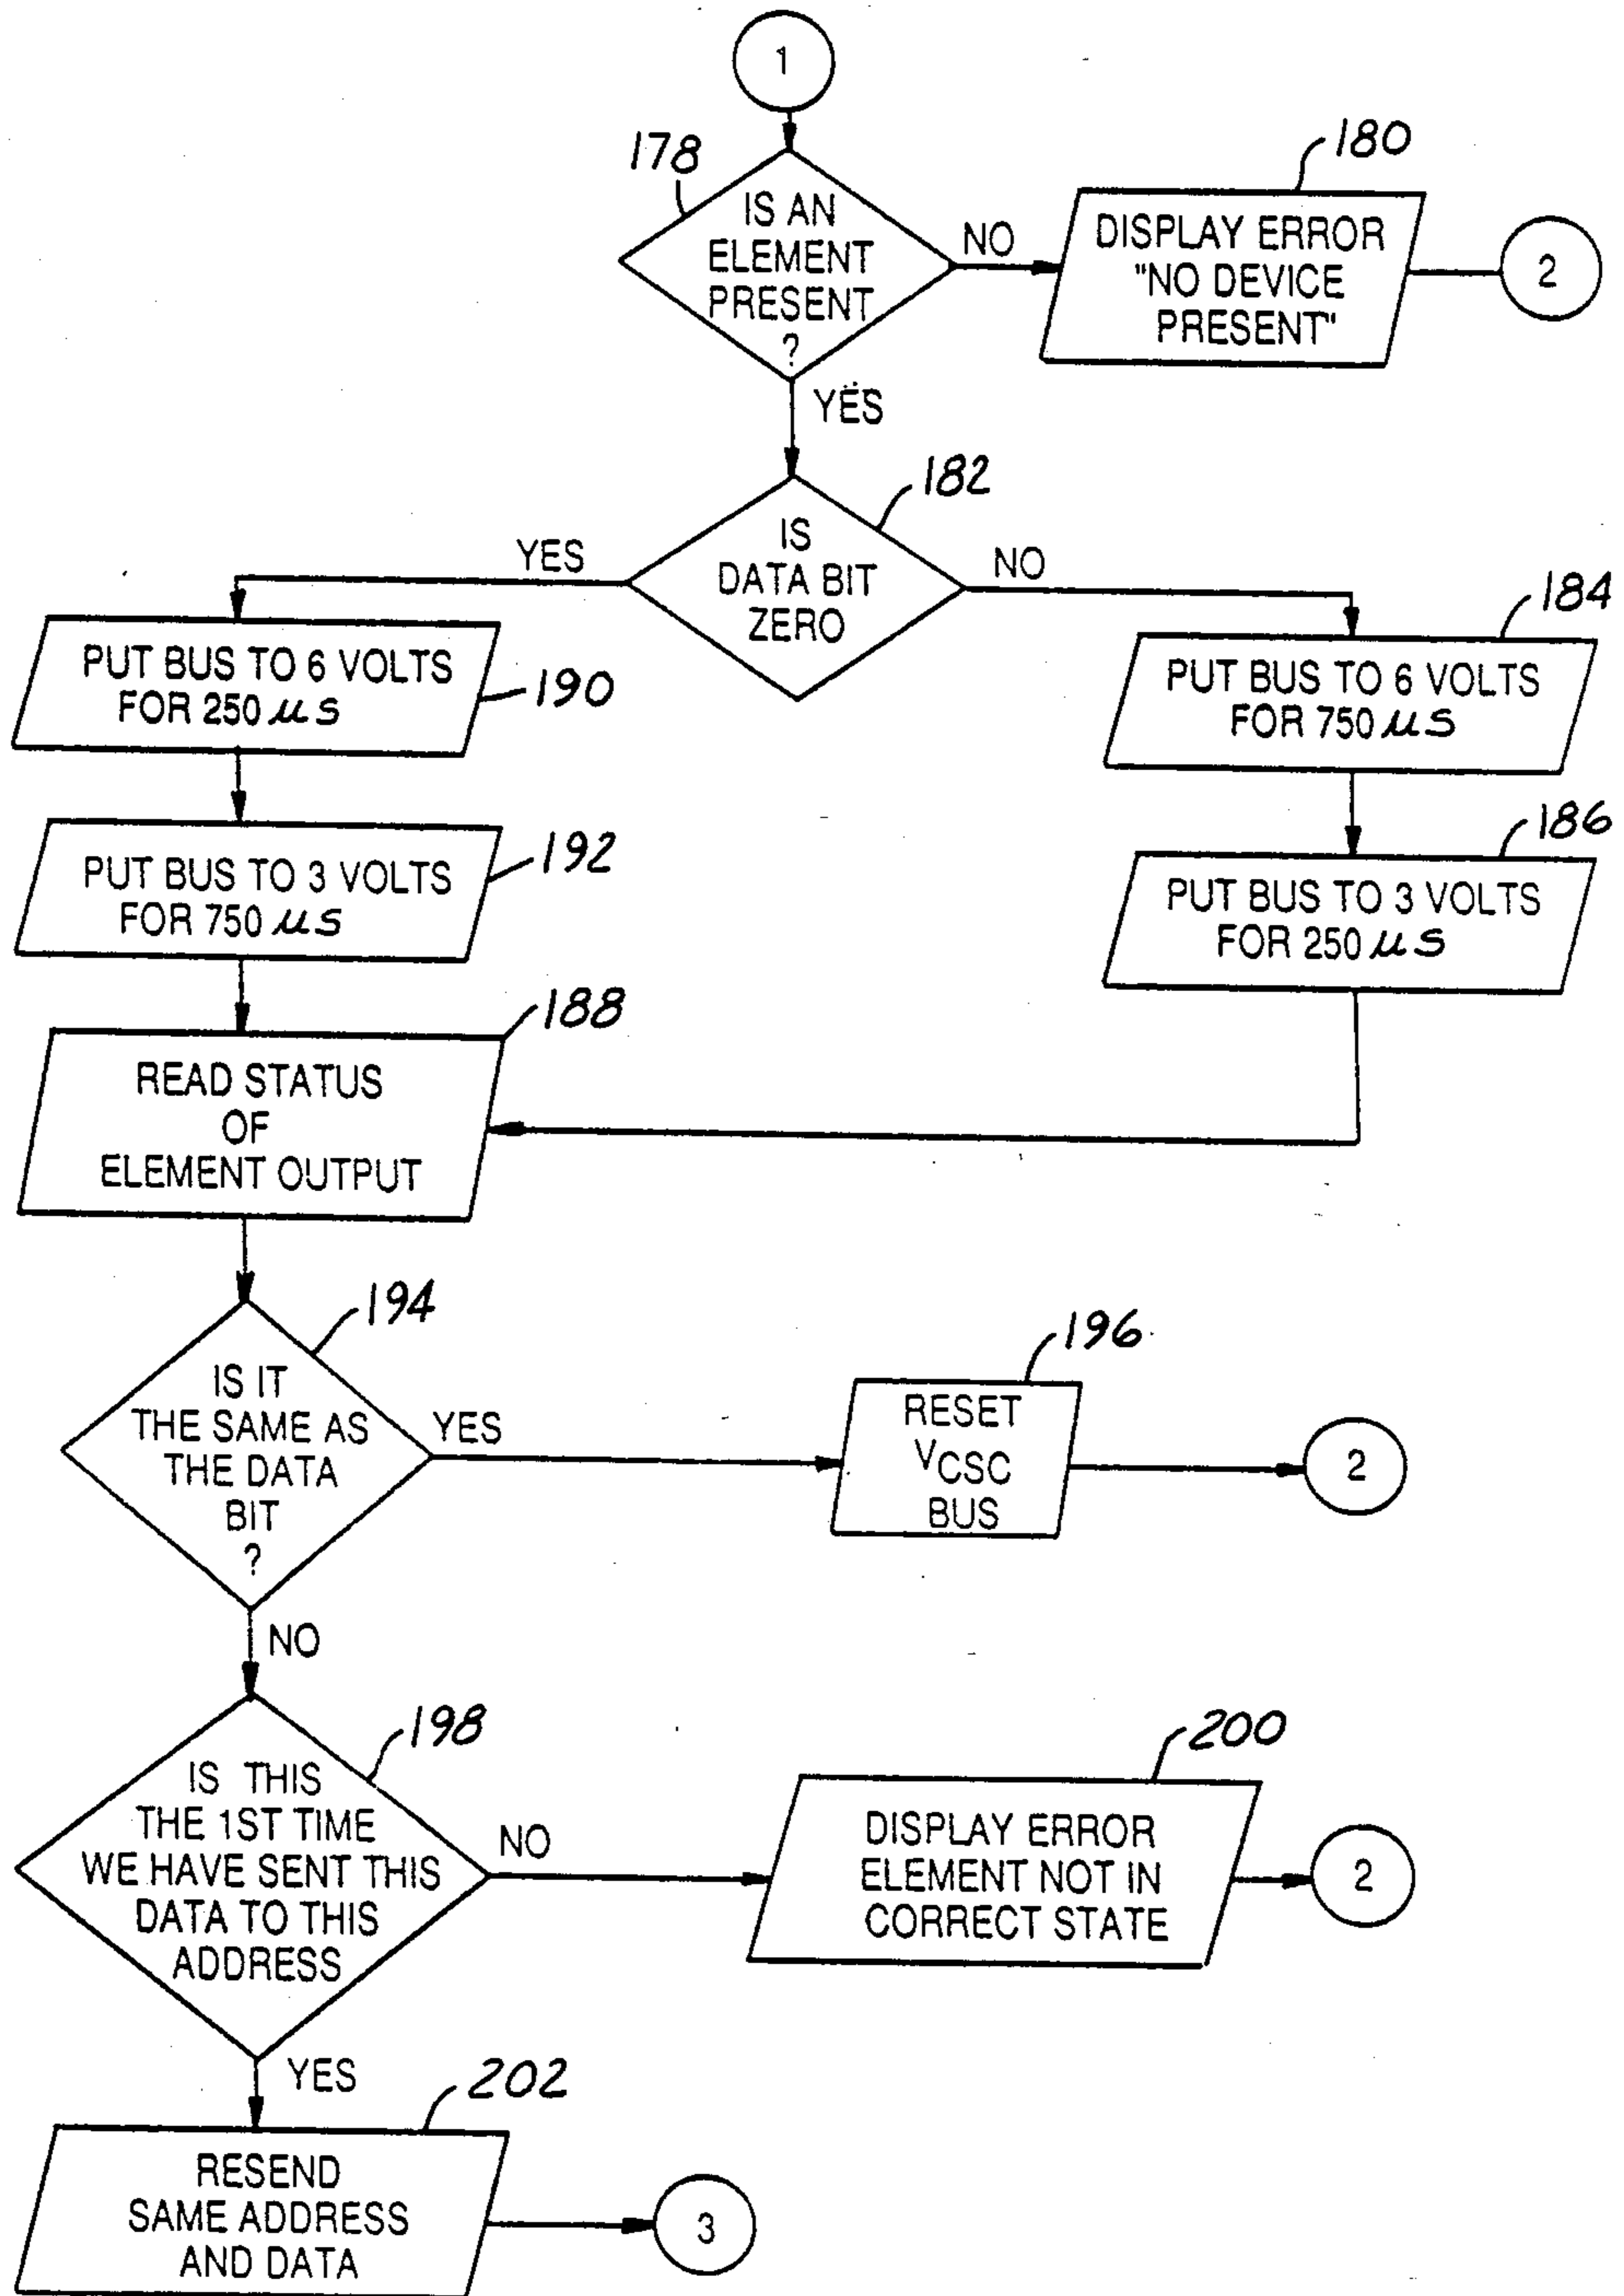 1
178
IS AN
ELEMENT
PRESENT
?
NO
180
DISPLAY ERROR
"NO DEVICE
PRESENT"
2
YES
182
IS
DATA BIT
ZERO
YES
NO
190
PUT BUS TO 6 VOLTS
FOR 250 µs
184
PUT BUS TO 6 VOLTS
FOR 750 µs
192
PUT BUS TO 3 VOLTS
FOR 750 µs
186
PUT BUS TO 3 VOLTS
FOR 250 µs
188
READ STATUS
OF
ELEMENT OUTPUT
194
IS IT
THE SAME AS
THE DATA
BIT
?
YES
196
RESET
VCSC
BUS
2
NO
198
IS THIS
THE 1ST TIME
WE HAVE SENT THIS
DATA TO THIS
ADDRESS
NO
200
DISPLAY ERROR
ELEMENT NOT IN
CORRECT STATE
2
YES
202
RESEND
SAME ADDRESS
AND DATA
3